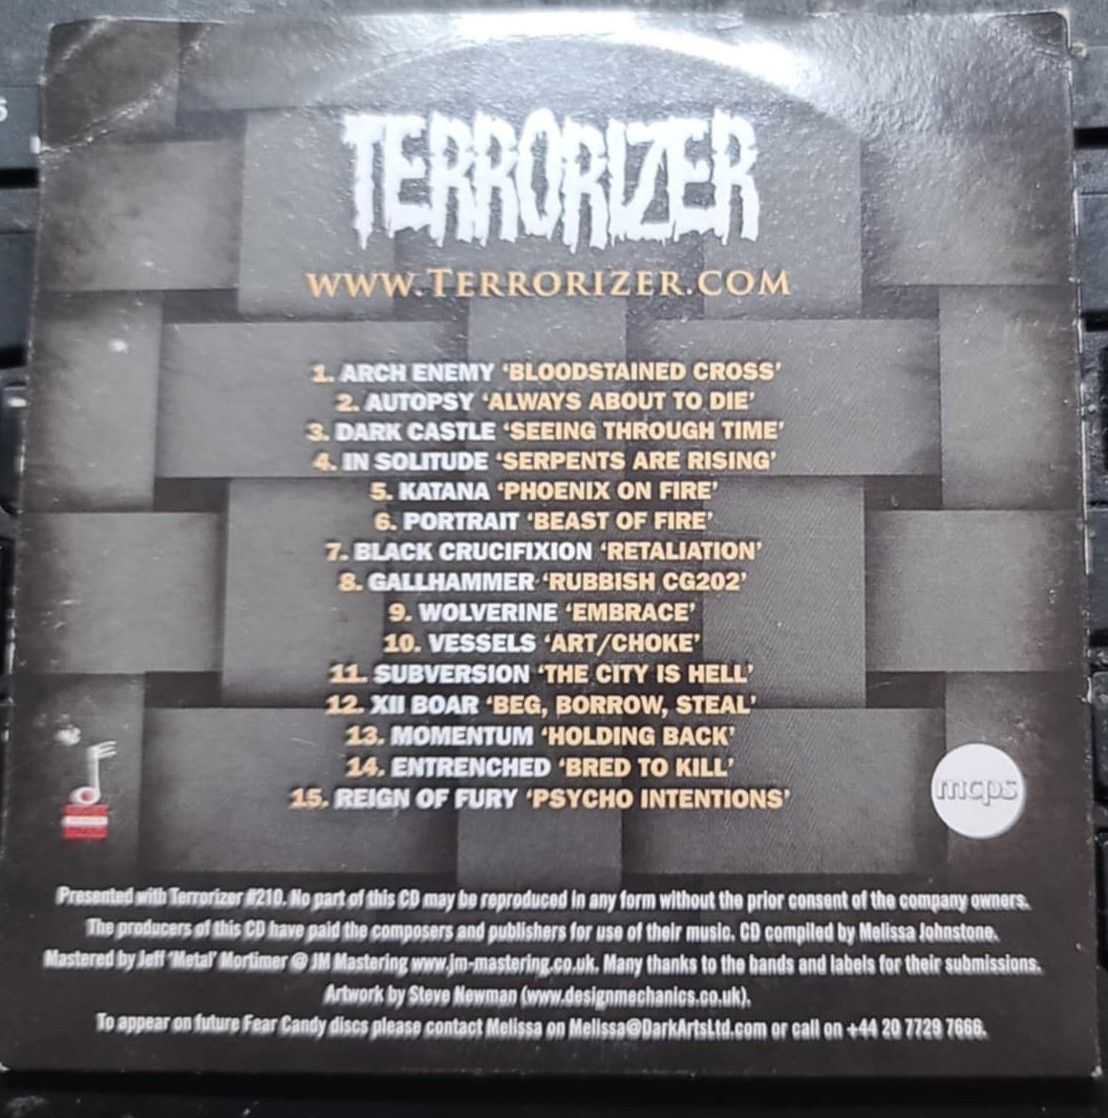 TERRORIZER
WWW.TERRORIZER.COM
1. ARCH ENEMY ‘BLOODSTAINED CROSS’
2. AUTOPSY ‘ALWAYS ABOUT TO DIE’
3. DARK CASTLE ‘SEEING THROUGH TIME’
4. IN SOLITUDE ‘SERPENTS ARE RISING’
5. KATANA ‘PHOENIX ON FIRE’
6. PORTRAIT ‘BEAST OF FIRE’
7. BLACK CRUCIFIXION ‘RETALIATION’
8. GALLHAMMER ‘RUBBISH CG202’
9. WOLVERINE ‘EMBRACE’
10. VESSELS ‘ART/CHOKE’
11. SUBVERSION ‘THE CITY IS HELL’
12. XII BOAR ‘BEG, BORROW, STEAL’
13. MOMENTUM ‘HOLDING BACK’
14. ENTRENCHED ‘BRED TO KILL’
15. REIGN OF FURY ‘PSYCHO INTENTIONS’
mcps
Presented with Terrorizer #210. No part of this CD may be reproduced in any form without the prior consent of the company owners.
The producers of this CD have paid the composers and publishers for use of their music. CD compiled by Melissa Johnstone.
Mastered by Jeff ‘Metal’ Mortimer @ JM Mastering www.jm-mastering.co.uk. Many thanks to the bands and labels for their submissions.
Artwork by Steve Newman (www.designmechanics.co.uk).
To appear on future Fear Candy discs please contact Melissa on Melissa@DarkArtsLtd.com or call on +44 20 7729 7666.